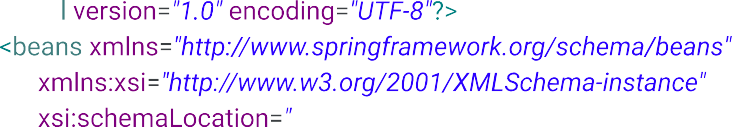 l version="1.0" encoding="UTF-8"?>
<beans xmlns="http://www.springframework.org/schema/beans"
xmlns:xsi="http://www.w3.org/2001/XMLSchema-instance"
xsi:schemaLocation="